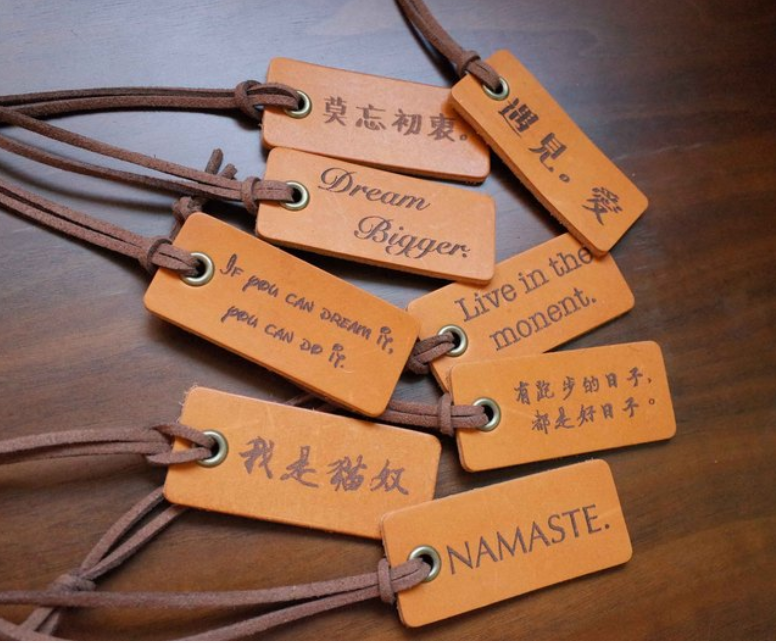 莫忘初衷。
遇見。愛
Dream
Bigger.
If you can dream it,
you can do it.
Live in the
monent.
有跑步的日子,
都是好日子。
我是貓奴
NAMASTE.